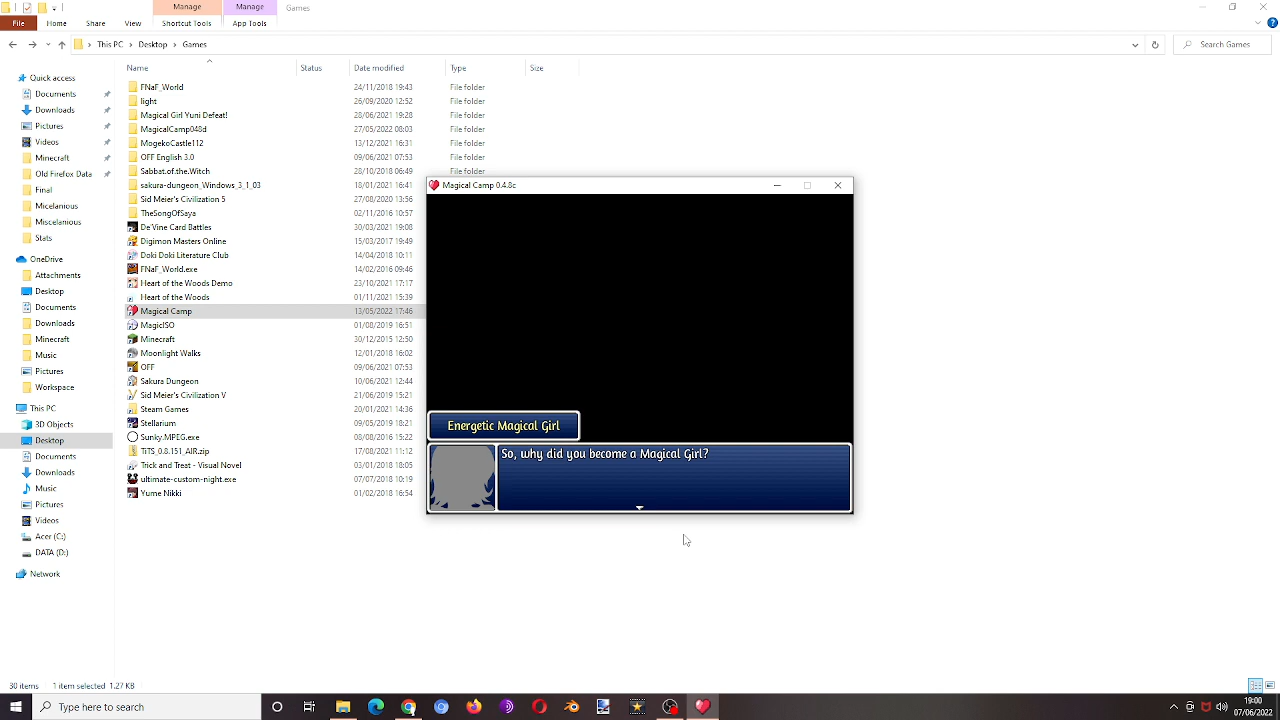 Manage Manage Games
File Home Share View Shortcut Tools App Tools
This PC Desktop Games Search Games
Name Status Date modified Type Size
Quick access
Documents
Downloads
Pictures
Videos
Minecraft
Old Firefox Data
Final
Micelanious
Miscelanious
Stats
OneDrive
Attachments
Desktop
Documents
Downloads
Minecraft
Music
Pictures
Workspace
This PC
3D Objects
Desktop
Documents
Downloads
Music
Pictures
Videos
Acer (C:)
DATA (D:)
Network
FNaF_World 24/11/2018 19:43 File folder
light 26/09/2020 12:52 File folder
Magical Girl Yuni Defeat! 28/06/2021 19:28 File folder
MagicalCamp048d 27/05/2022 08:03 File folder
MogekoCastle112 13/12/2021 16:31 File folder
OFF English 3.0 09/06/2021 07:53 File folder
Sabbat.of.the.Witch 28/10/2018 06:49 File folder
sakura-dungeon_Windows_3_1_03 18/01/2021 16:41
Sid Meier's Civilization 5 27/08/2020 13:56
TheSongOfSaya 02/11/2016 10:57
De'Vine Card Battles 30/03/2021 19:08
Digimon Masters Online 15/03/2017 19:49
Doki Doki Literature Club 14/04/2018 10:11
FNaF_World.exe 14/02/2016 09:46
Heart of the Woods Demo 23/10/2021 17:17
Heart of the Woods 01/11/2021 15:39
Magical Camp 13/05/2022 17:46
MagicISO 01/08/2019 16:51
Minecraft 30/12/2015 12:50
Moonlight Walks 12/01/2018 16:02
OFF 09/06/2021 07:53
Sakura Dungeon 10/06/2021 12:44
Sid Meier's Civilization V 21/06/2019 15:21
Steam Games 20/01/2021 14:36
Stellarium 09/05/2019 18:21
Sunky.MPEG.exe 08/08/2016 15:22
TiTS_0.8.151_AIR.zip 17/08/2021 11:12
Trick and Treat - Visual Novel 03/01/2018 18:05
ultimate-custom-night.exe 07/07/2018 10:19
Yume Nikki 01/02/2018 16:54
Magical Camp 0.4.8c
Energetic Magical Girl
So, why did you become a Magical Girl?
30 items 1 item selected 1.27 KB
Type here to search
19:00
07/06/2022